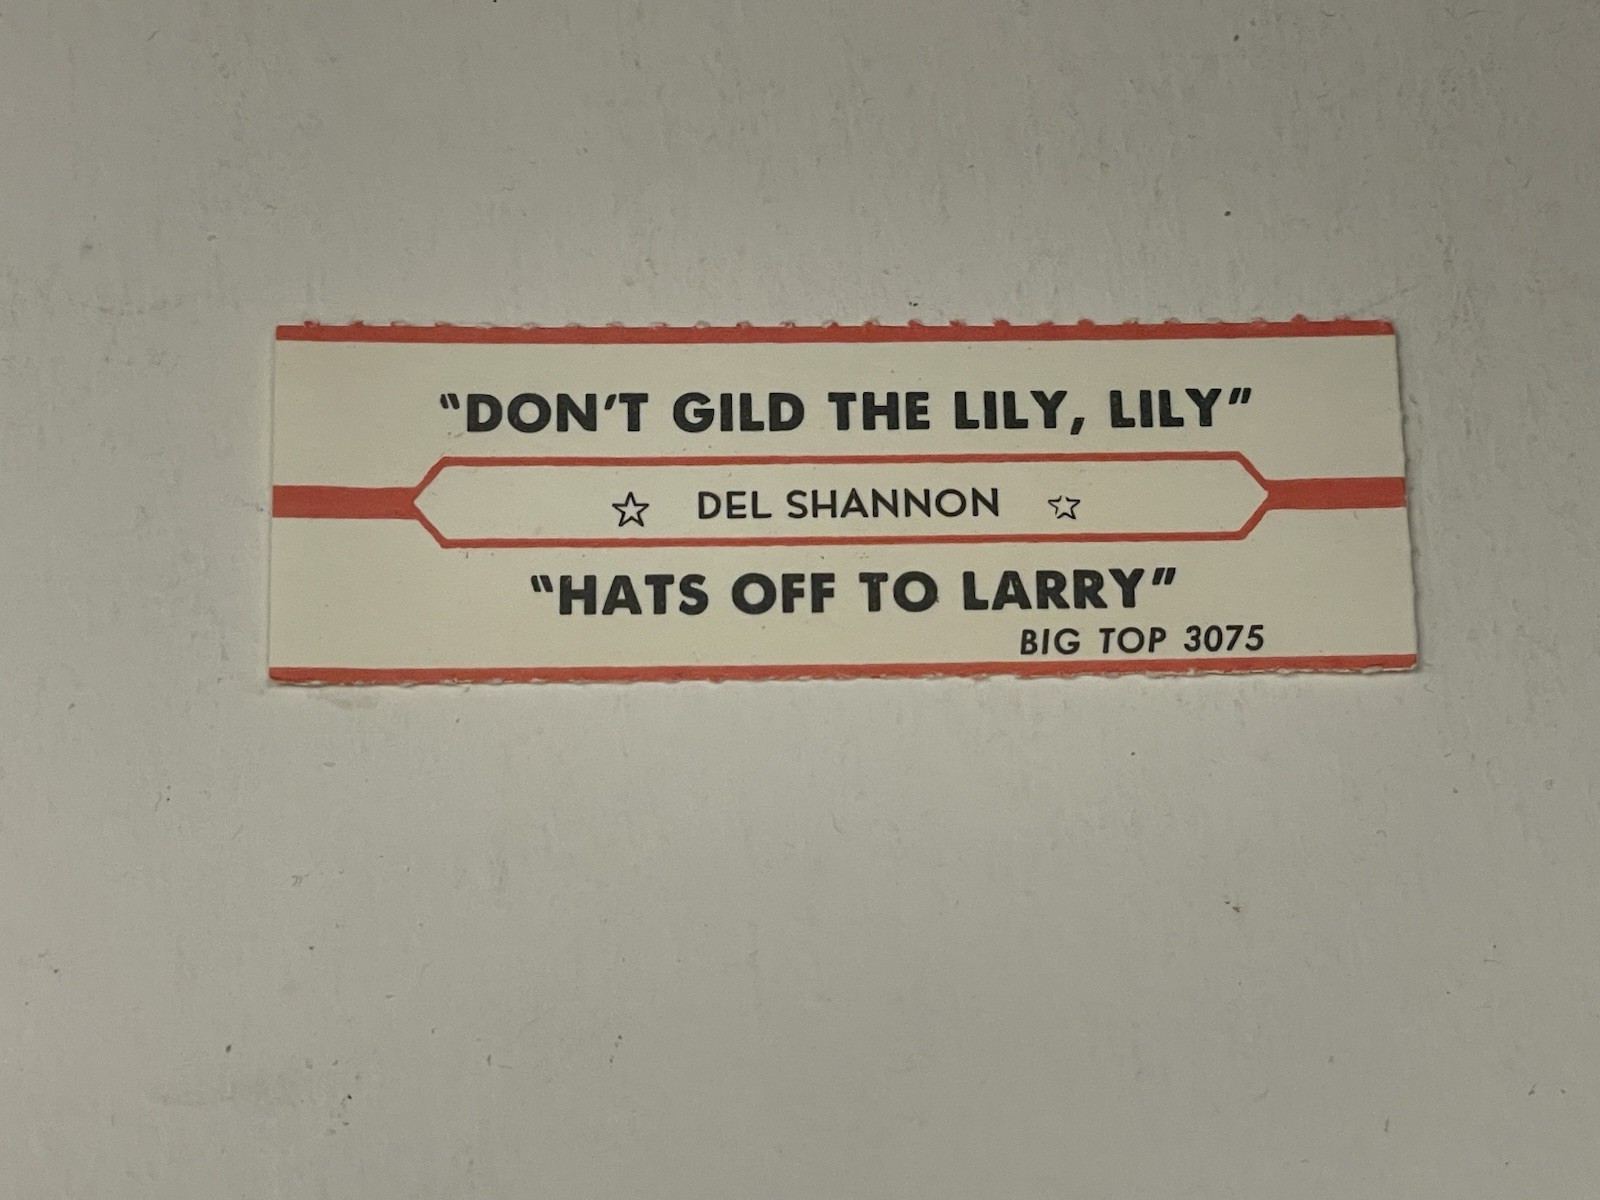 "DON'T GILD THE LILY, LILY"
☆ DEL SHANNON ☆
"HATS OFF TO LARRY"
BIG TOP 3075